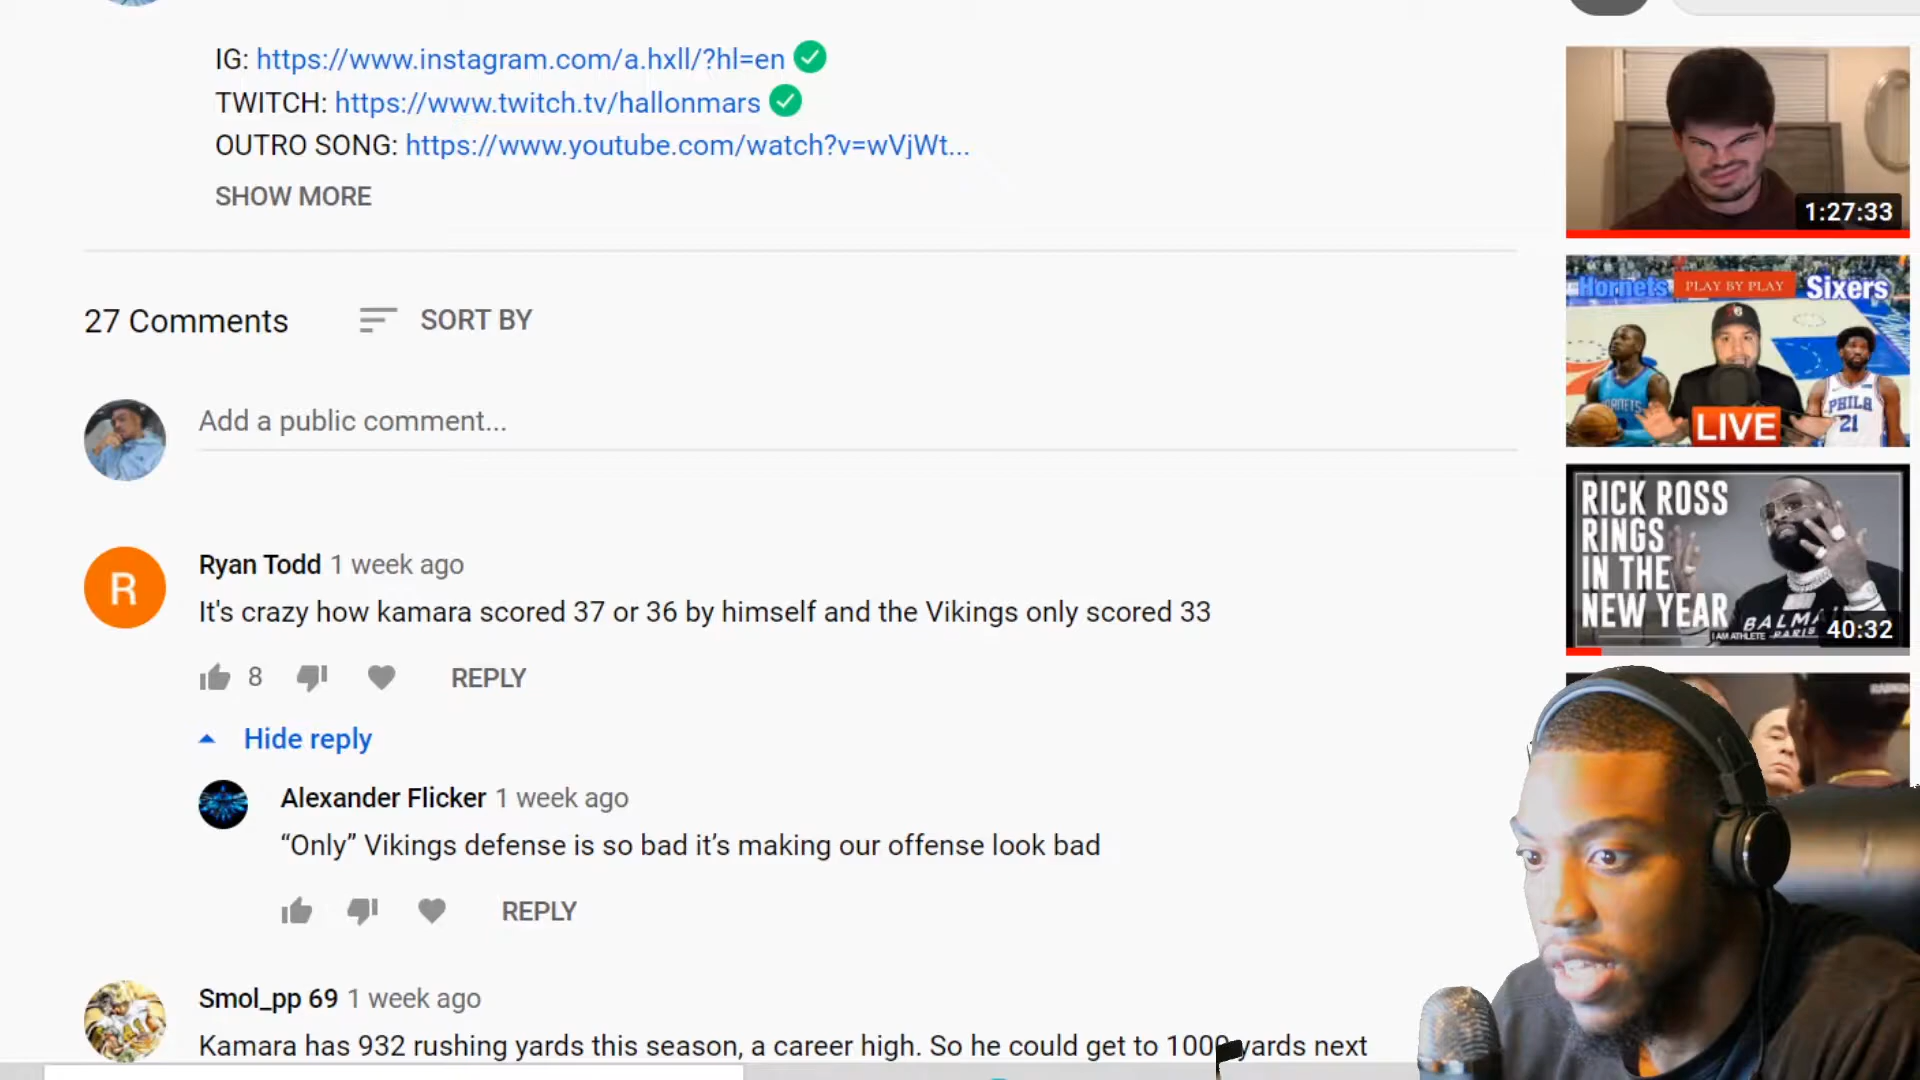 IG: https://www.instagram.com/a.hxll/?hl=en
TWITCH: https://www.twitch.tv/hallonmars
OUTRO SONG: https://www.youtube.com/watch?v=wVjWt...
SHOW MORE
27 Comments
SORT BY
Add a public comment...
Ryan Todd 1 week ago
R
It's crazy how kamara scored 37 or 36 by himself and the Vikings only scored 33
8
REPLY
Hide reply
Alexander Flicker 1 week ago
“Only” Vikings defense is so bad it’s making our offense look bad
REPLY
Smol_pp 69 1 week ago
Kamara has 932 rushing yards this season, a career high. So he could get to 1000 yards next
1:27:33
Hornets
PLAY BY PLAY
Sixers
PHILA
21
LIVE
RICK ROSS
RINGS
IN THE
NEW YEAR
I AM ATHLETE
PARIS
40:32